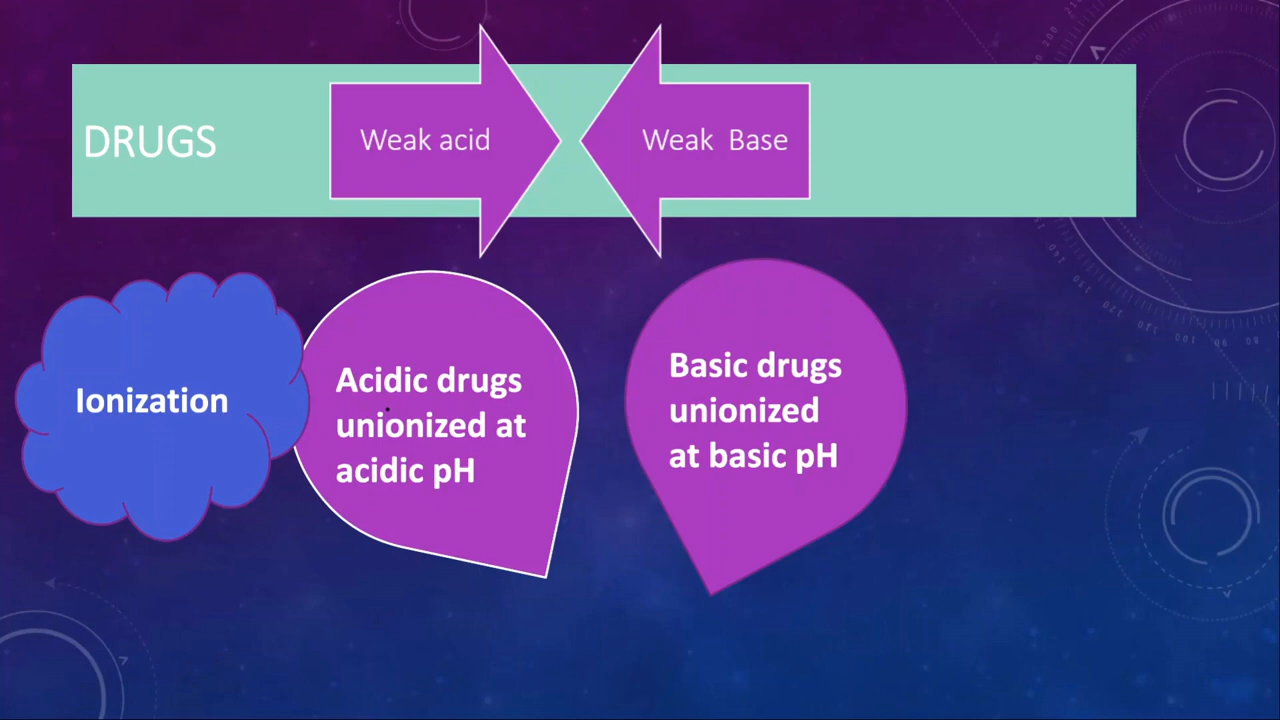 DRUGS
Weak acid
Weak Base
Ionization
Acidic drugs
unionized at
acidic pH
Basic drugs
unionized
at basic pH